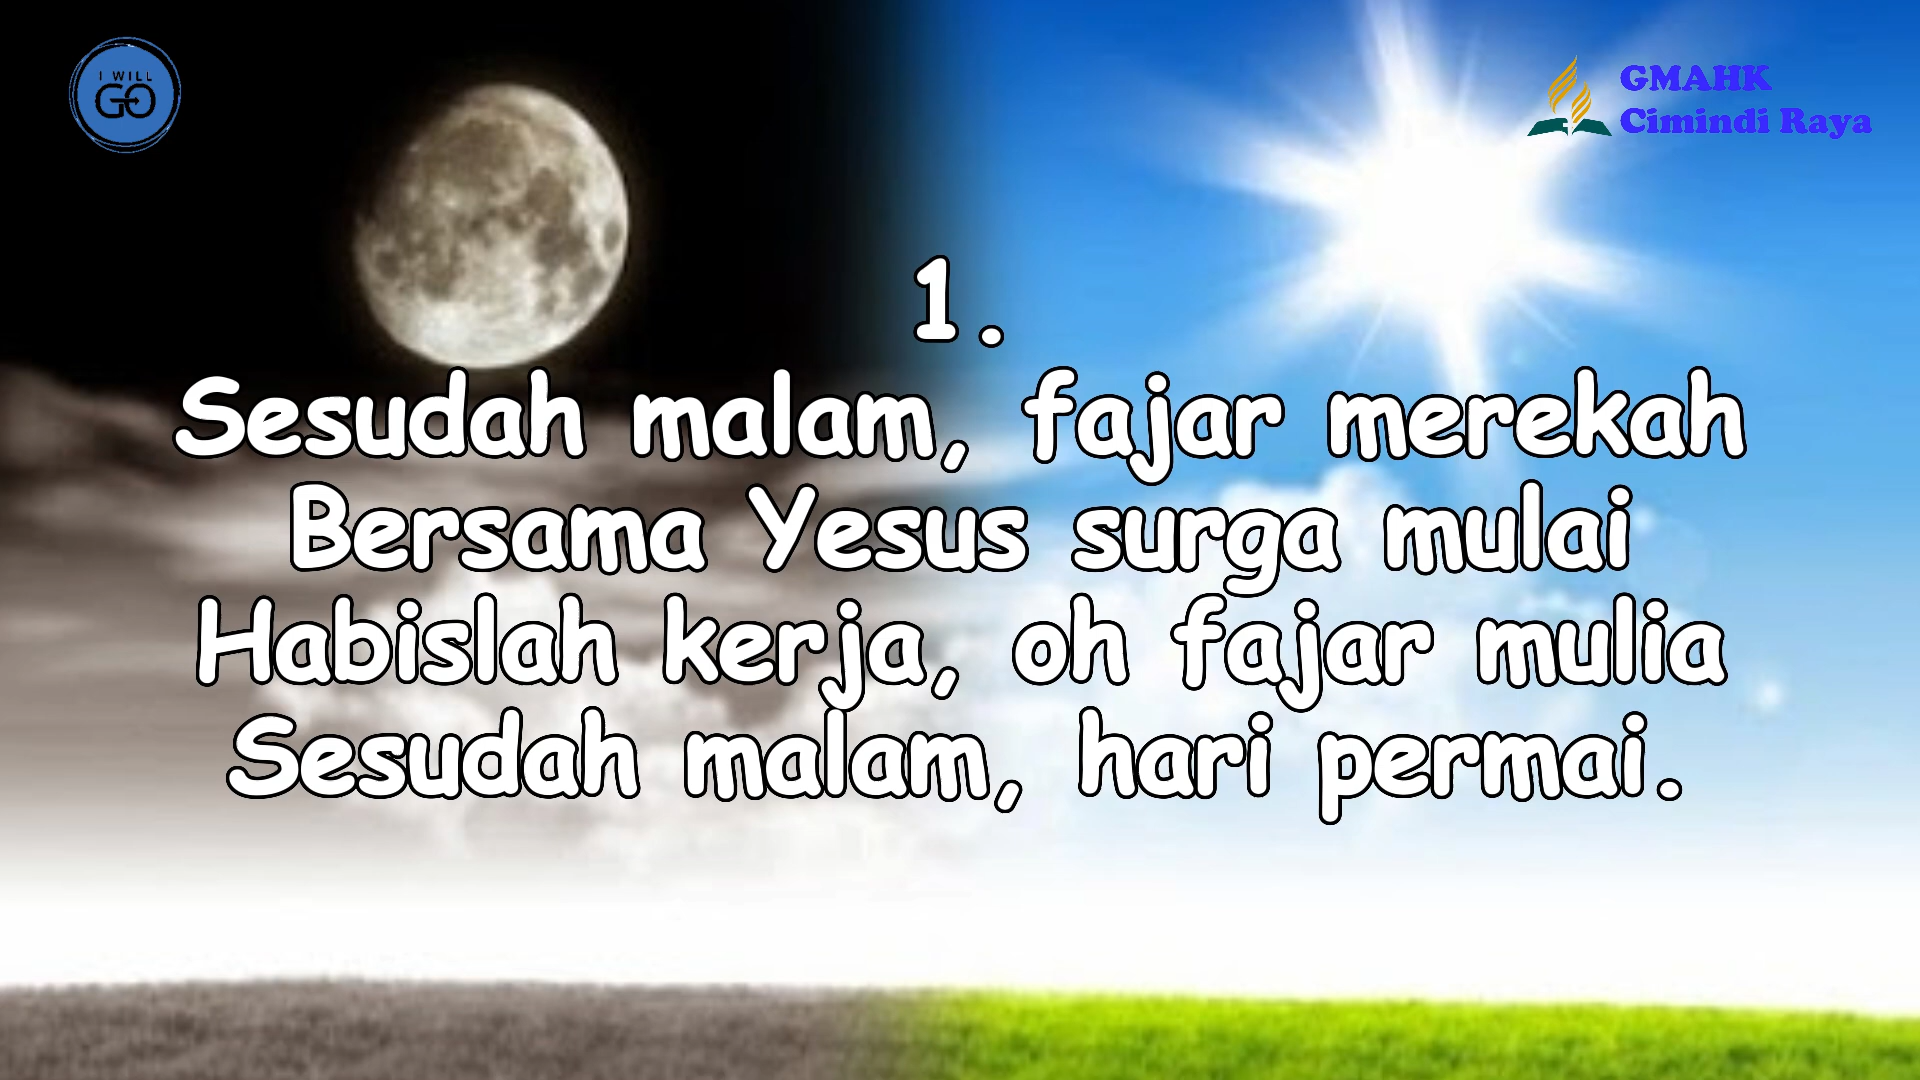 I WILL
GO
GMAHK
Cimindi Raya
1.
Sesudah malam, fajar merekah
Bersama Yesus surga mulai
Habislah kerja, oh fajar mulia
Sesudah malam, hari permai.